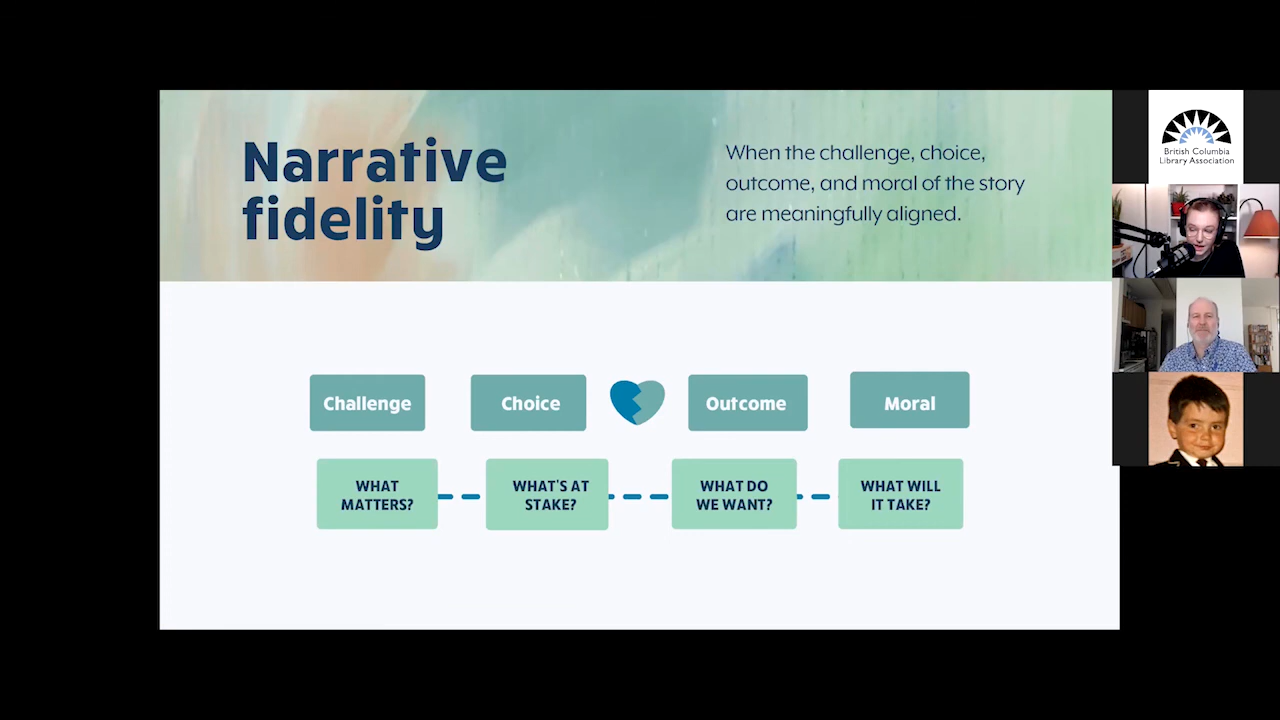 Narrative
fidelity
When the challenge, choice,
outcome, and moral of the story
are meaningfully aligned.
British Columbia
Library Association
Challenge
Choice
Outcome
Moral
WHAT
MATTERS?
WHAT'S AT
STAKE?
WHAT DO
WE WANT?
WHAT WILL
IT TAKE?